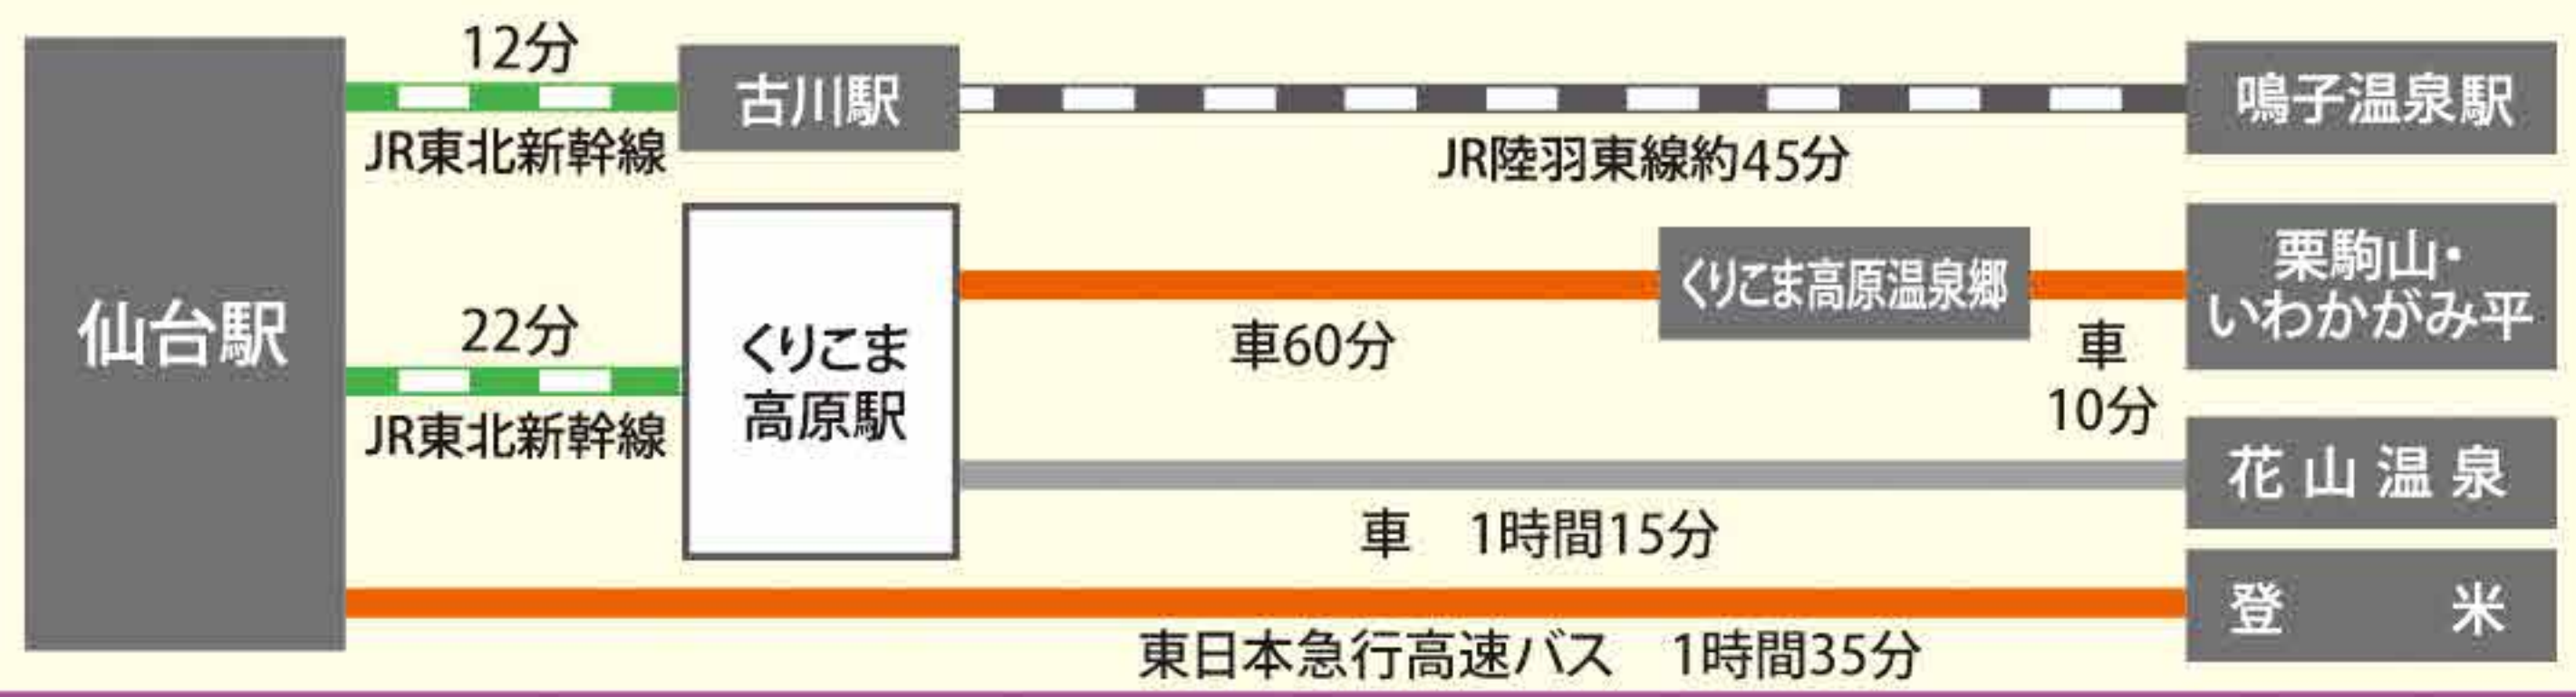 仙台駅
12分
JR東北新幹線
古川駅
JR陸羽東線約45分
鳴子温泉駅
22分
JR東北新幹線
くりこま
高原駅
車60分
くりこま高原温泉郷
車
10分
栗駒山・
いわかがみ平
車　1時間15分
花山温泉
東日本急行高速バス　1時間35分
登米